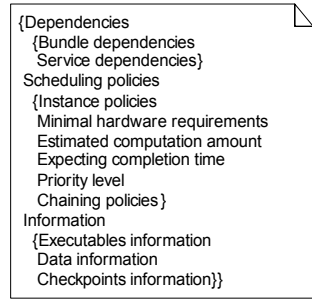 {Dependencies
{Bundle dependencies
Service dependencies}
Scheduling policies
{Instance policies
Minimal hardware requirements
Estimated computation amount
Expecting completion time
Priority level
Chaining policies}
Information
{Executables information
Data information
Checkpoints information}}